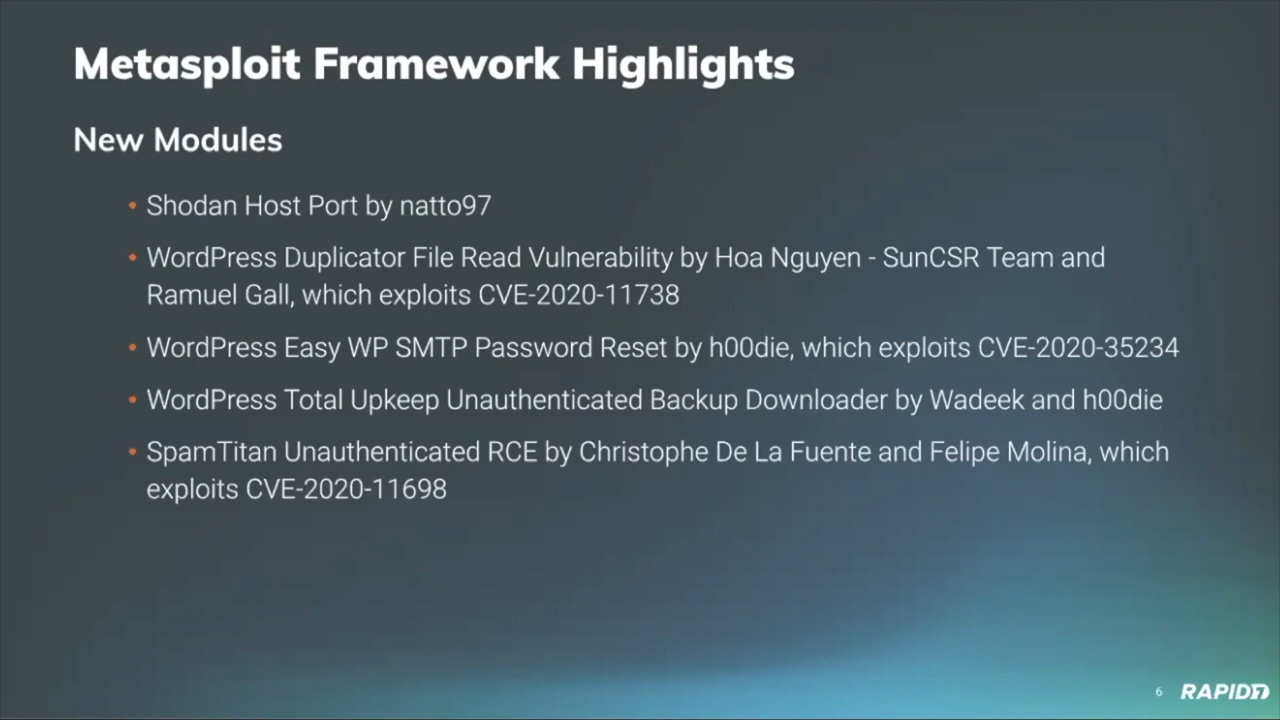 Metasploit Framework Highlights
New Modules
• Shodan Host Port by natto97
• WordPress Duplicator File Read Vulnerability by Hoa Nguyen - SunCSR Team and
Ramuel Gall, which exploits CVE-2020-11738
• WordPress Easy WP SMTP Password Reset by h00die, which exploits CVE-2020-35234
• WordPress Total Upkeep Unauthenticated Backup Downloader by Wadeek and h00die
• SpamTitan Unauthenticated RCE by Christophe De La Fuente and Felipe Molina, which
exploits CVE-2020-11698
6 RAPID7